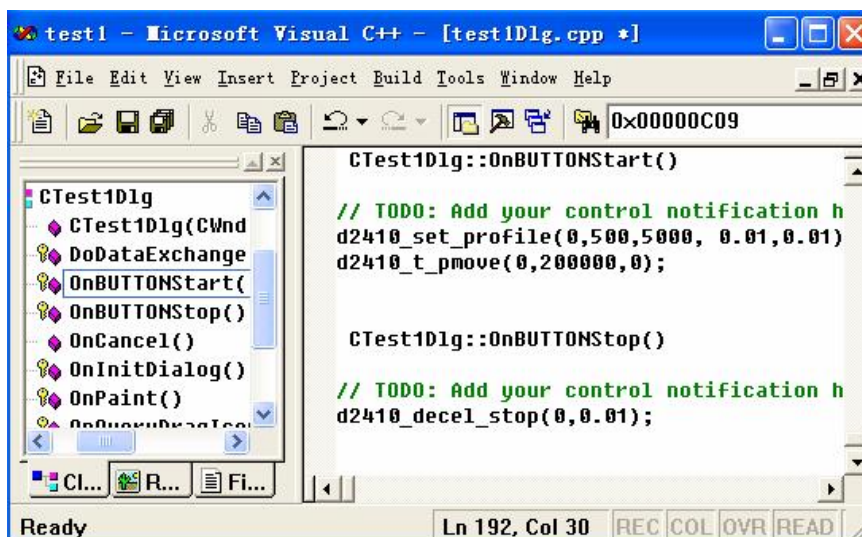 test1 - Microsoft Visual C++ - [test1Dlg.cpp *]
File Edit View Insert Project Build Tools Window Help
0x00000C09
CTest1Dlg
CTest1Dlg(CWnd
DoDataExchange
OnBUTTONStart(
OnBUTTONStop()
OnCancel()
OnInitDialog()
OnPaint()
Cl... R... Fi...
CTest1Dlg::OnBUTTONStart()
// TODO: Add your control notification h
d2410_set_profile(0,500,5000, 0.01,0.01)
d2410_t_pmove(0,200000,0);
CTest1Dlg::OnBUTTONStop()
// TODO: Add your control notification h
d2410_decel_stop(0,0.01);
Ready Ln 192, Col 30 REC COL OVR READ